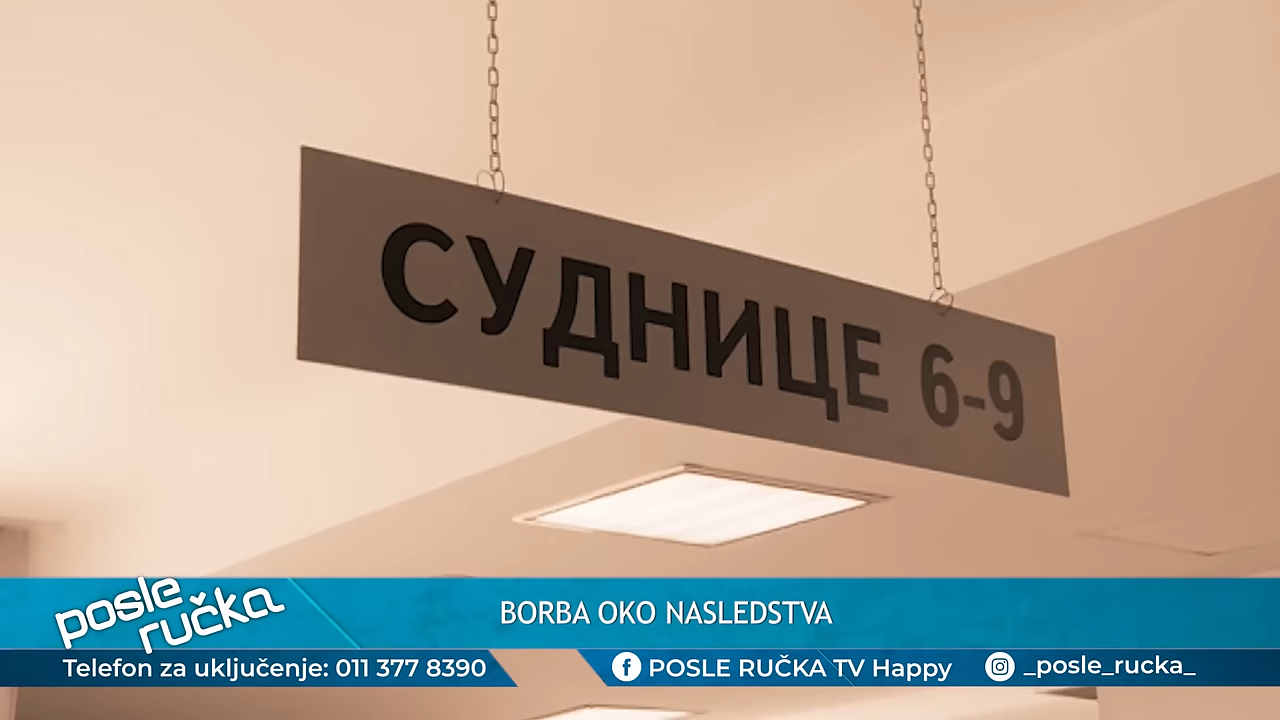 СУДНИЦЕ 6-9
posle
ručka
BORBA OKO NASLEDSTVA
Telefon za uključenje: 011 377 8390
POSLE RUČKA TV Happy
_posle_rucka_